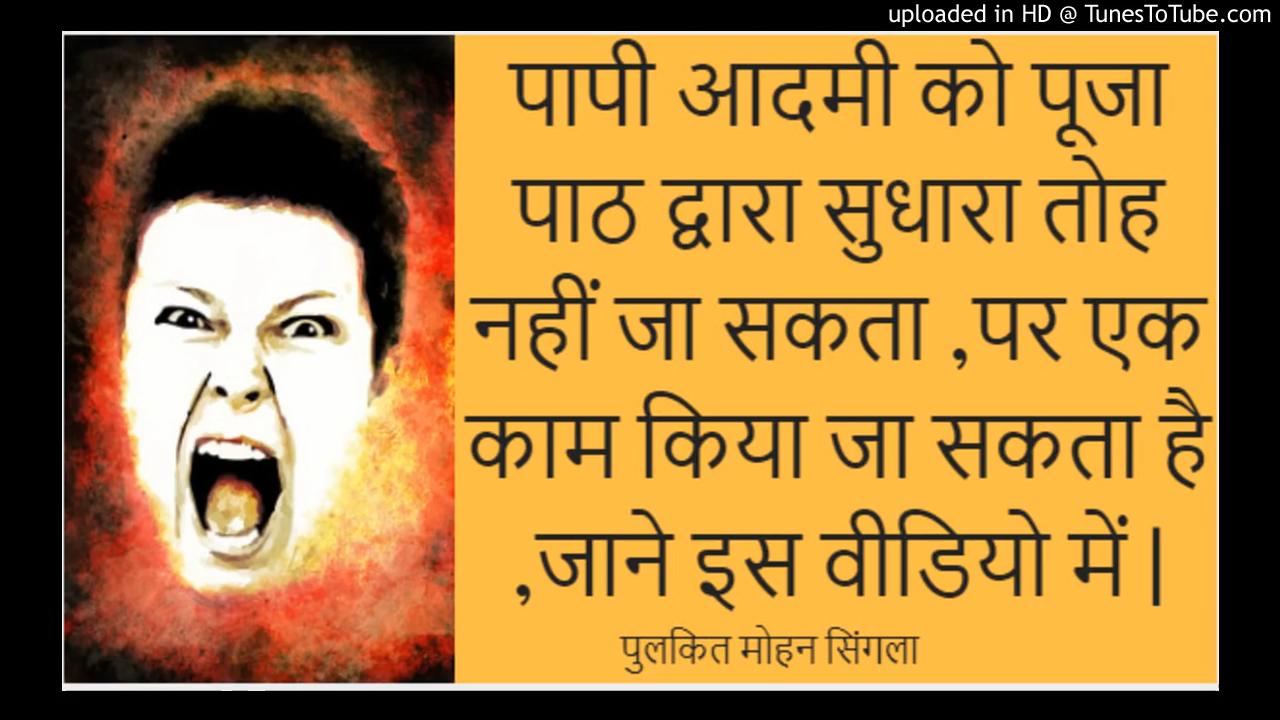 uploaded in HD @ TunesToTube.com
पापी आदमी को पूजा
पाठ द्वारा सुधारा तोह
नहीं जा सकता ,पर एक
काम किया जा सकता है
,जाने इस वीडियो में |
पुलकित मोहन सिंगला